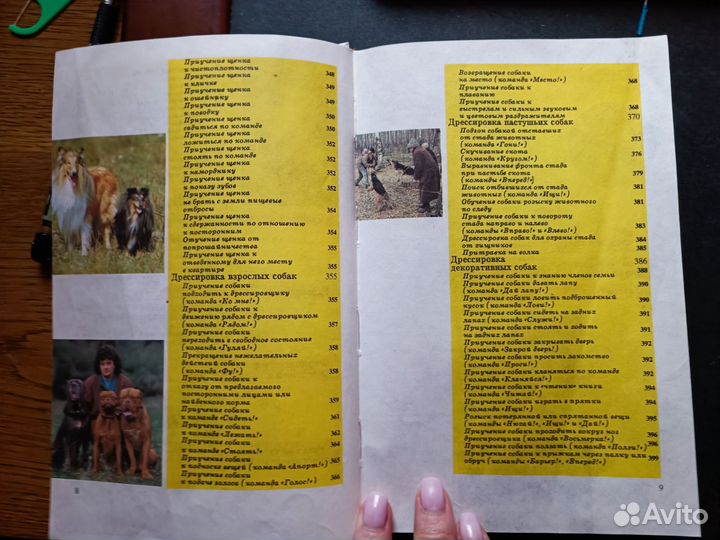 Приучение щенка
к чистоплотности 348
Приучение щенка
к кличке 349
Приучение щенка
к ошейнику 349
Приучение щенка
к поводку 350
Приучение щенка
садиться по команде 350
Приучение щенка
ложиться по команде 352
Приучение щенка
стоять по команде 352
Приучение щенка
к наморднику 352
Приучение щенка
к показу зубов 352
Приучение щенка
не брать с земли пищевые
отбросы 354
Приучение щенка
к сдержанности по отношению
к посторонним 354
Отучение щенка от
попрошайничества 355
Приучение щенка к
отведенному для него месту
в квартире 355
Дрессировка взрослых собак 355
Приучение собаки
подходить к дрессировщику
(команда «Ко мне!») 355
Приучение собаки к
движению рядом с дрессировщиком
(команда «Рядом!») 357
Приучение собаки
переходить в свободное состояние
(команда «Гуляй!») 358
Прекращение нежелательных
действий собаки
(команда «Фу!») 358
Приучение собаки к
отказу от предлагаемого
посторонними лицами или
найденного корма 359
Приучение собаки
к команде «Сидеть!» 361
Приучение собаки
к команде «Лежать!» 362
Приучение собаки
к команде «Стоять!» 364
Приучение собаки
к подноске вещей (команда «Апорт!») 365
Приучение собаки
к подаче голоса (команда «Голос!») 366
8
Возвращение собаки
на место (команда «Место!») 368
Приучение собаки к
плаванию
Приучение собаки к
выстрелам и сильным звуковым 368
и цветовым раздражителям
Дрессировка пастушьих собак 370
Подгон собакой отставших
от стада животных 373
(команда «Гони!»)
Скучивание скота 376
(команда «Кругом!»)
Выравнивание фронта стада
при пастьбе скота 379
(команды «Вперед!»)
Поиск отбившихся от стада 381
животных (команда «Ищи!»)
Обучение собаки розыску животного 381
по следу
Приучение собаки к повороту
стада направо и налево 383
(команды «Вправо!» и «Влево!»)
Дрессировка собак для охраны стада 384
от хищников 385
Притравка на волка
Дрессировка 386
декоративных собак
Приучение собаки к знанию членов семьи 388
Приучение собаки давать лапу
(команда «Дай лапу!») 390
Приучение собаки ловить подброшенный
кусок (команда «Лови!») 390
Приучение собаки сидеть на задних
лапах (команда «Служи!») 391
Приучение собаки стоять и ходить
на задних лапах 392
Приучение собаки закрывать дверь
(команда «Закрой дверь!») 392
Приучение собаки просить лакомство
(команда «Проси!») 392
Приучение собаки кланяться по команде
(команда «Кланяйся!») 394
Приучение собаки к «чтению» книги
(команда «Читай!») 394
Приучение собаки играть в прятки
(команда «Ищи!») 395
Розыск потерянной или спрятанной вещи
(команды «Нюхай!», «Ищи!» и «Дай!») 396
Приучение собаки проходить вокруг ног
дрессировщика (команда «Восьмерка!») 396
Приучение собаки ползать (команда «Ползи!»)
Приучение собаки к прыжкам через палку или 399
обруч (команды «Барьер!», «Вперед!»)
9
Avito